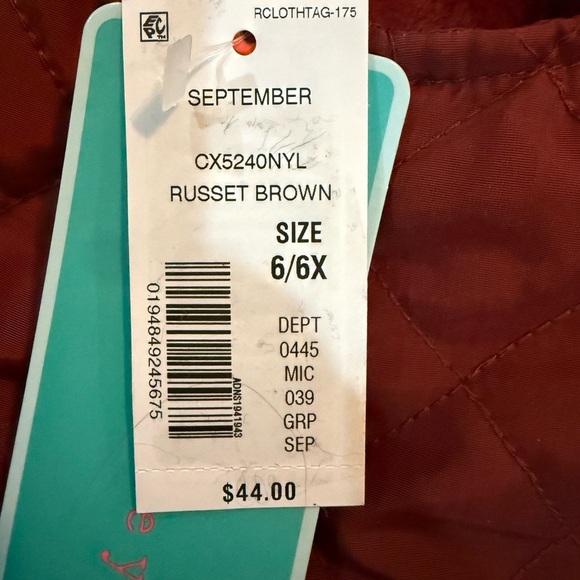 EPC™
RCLOTHTAG-175
SEPTEMBER
CX5240NYL
RUSSET BROWN
SIZE
6/6X
0194849245675
ADNS1941943
DEPT
0445
MIC
039
GRP
SEP
$44.00
e y